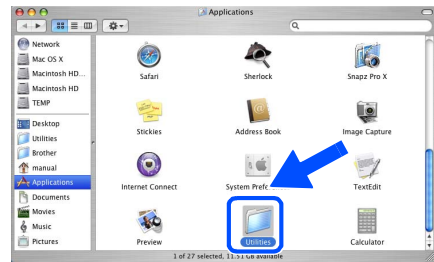 Applications
Network
Mac OS X
Macintosh HD...
Macintosh HD
TEMP
Desktop
Utilities
Brother
manual
Applications
Documents
Movies
Music
Pictures
Safari
Sherlock
Snapz Pro X
Stickies
Address Book
Image Capture
Internet Connect
System Prefe
TextEdit
Preview
Utilities
Calculator
1 of 27 selected, 11.51 GB available